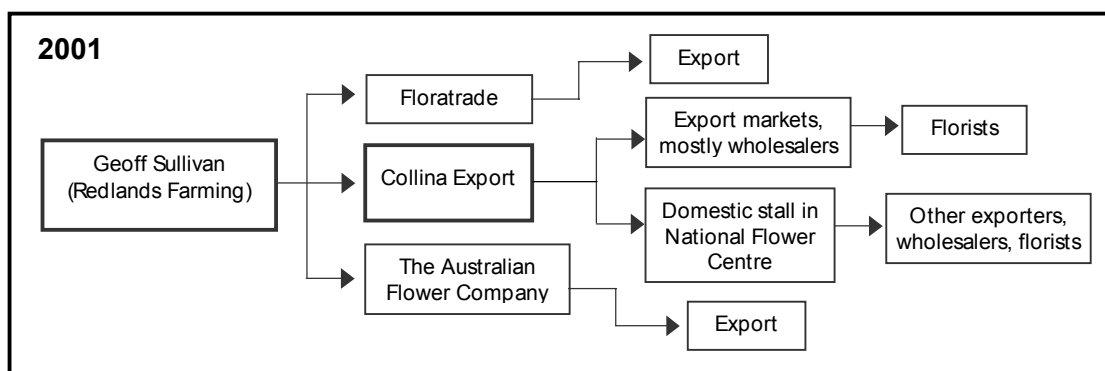 2001
Export
Floratrade
Export markets,
mostly wholesalers
Florists
Geoff Sullivan
(Redlands Farming)
Collina Export
Domestic stall in
National Flower
Centre
Other exporters,
wholesalers, florists
The Australian
Flower Company
Export